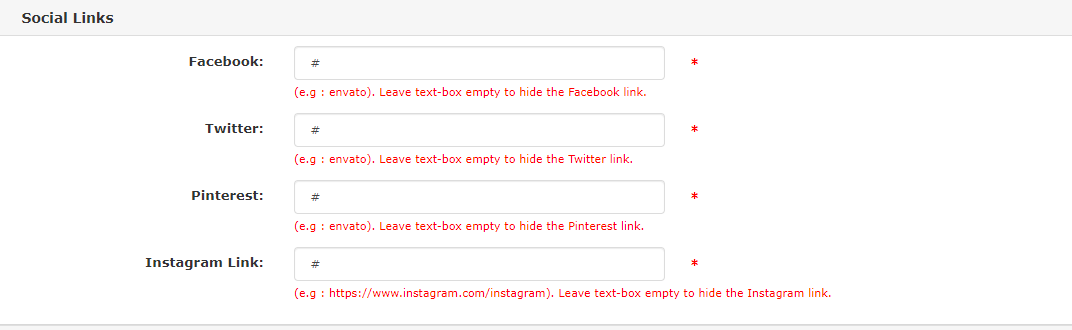 Social Links
Facebook: # *
(e.g : envato). Leave text-box empty to hide the Facebook link.
Twitter: # *
(e.g : envato). Leave text-box empty to hide the Twitter link.
Pinterest: # *
(e.g : envato). Leave text-box empty to hide the Pinterest link.
Instagram Link: # *
(e.g : https://www.instagram.com/instagram). Leave text-box empty to hide the Instagram link.